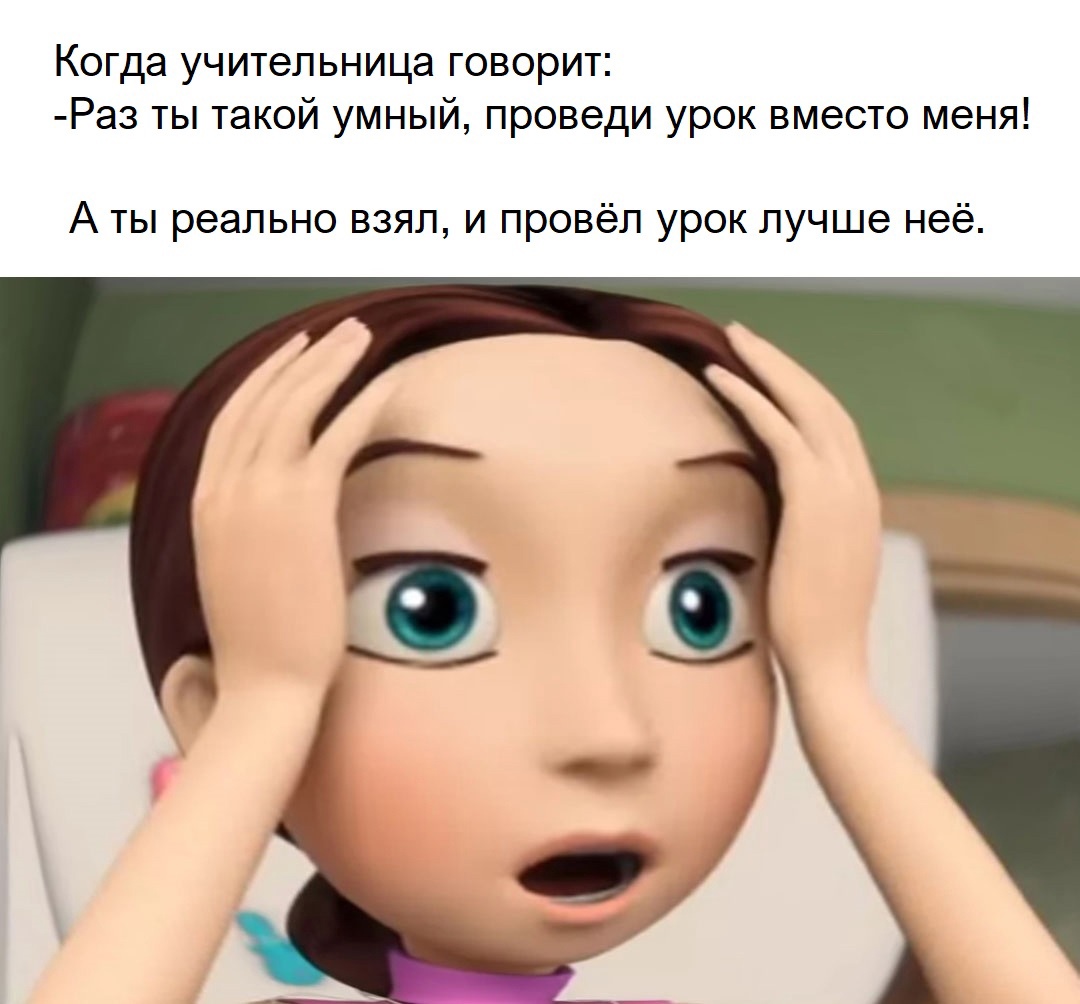 Когда учительница говорит:
-Раз ты такой умный, проведи урок вместо меня!
А ты реально взял, и провёл урок лучше неё.